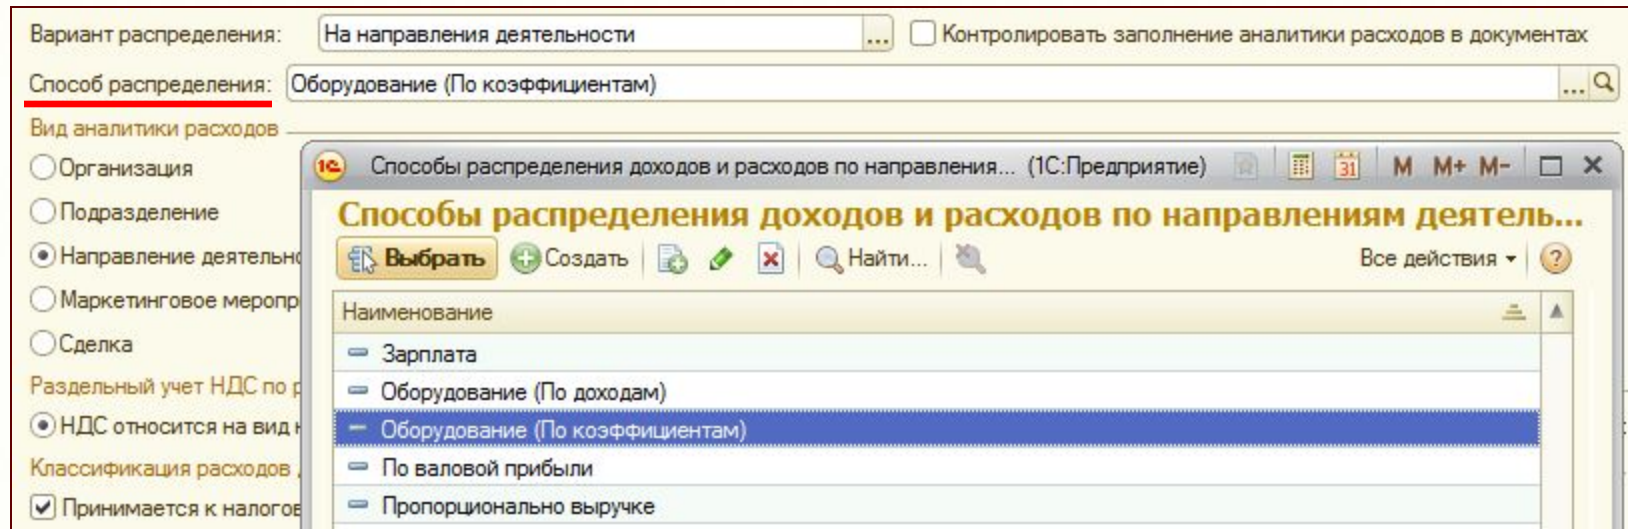 Вариант распределения: На направления деятельности ... Контролировать заполнение аналитики расходов в документах
Способ распределения: Оборудование (По коэффициентам) ...
Вид аналитики расходов
Организация
Подразделение
Направление деятельно
Маркетинговое меропр
Сделка
Раздельный учет НДС по р
НДС относится на вид н
Классификация расходов
Принимается к налогов
1С Способы распределения доходов и расходов по направления... (1С:Предприятие) 31 M M+ M-
Способы распределения доходов и расходов по направлениям деятель...
Выбрать Создать Найти... Все действия ?
Наименование
Зарплата
Оборудование (По доходам)
Оборудование (По коэффициентам)
По валовой прибыли
Пропорционально выручке